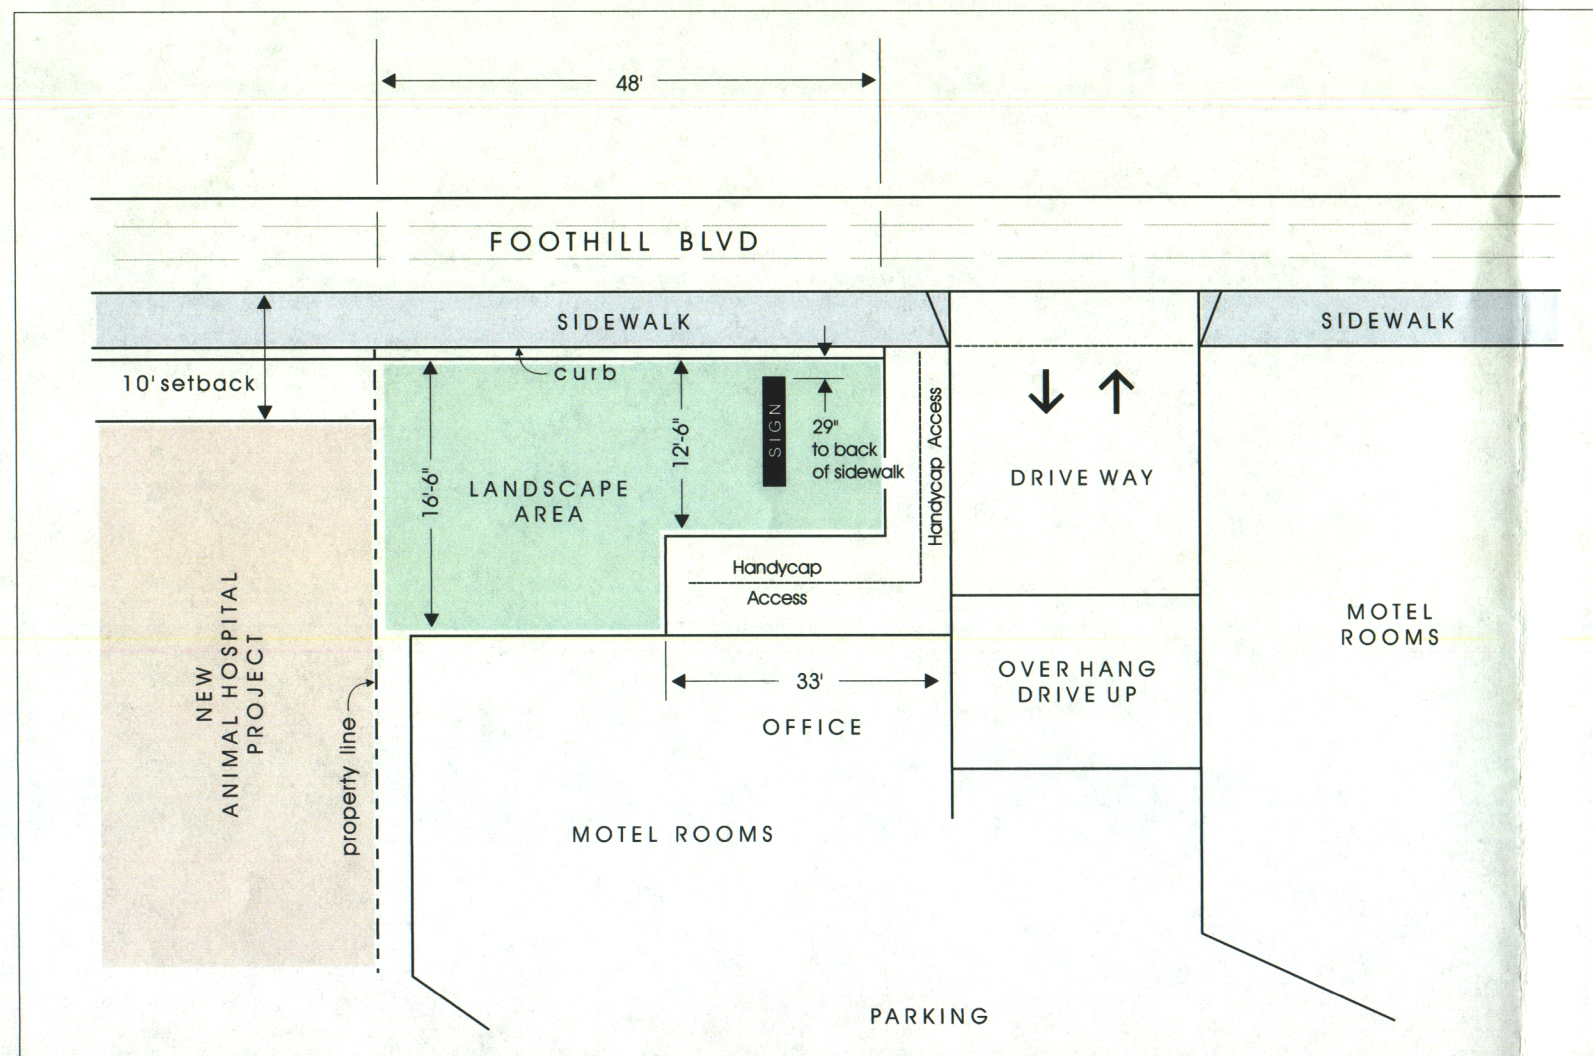 48'
FOOTHILL BLVD
SIDEWALK
SIDEWALK
10' setback
curb
16'-6"
12'-6"
SIGN
29"
to back
of sidewalk
Handycap Access
DRIVE WAY
LANDSCAPE
AREA
Handycap
Access
NEW
ANIMAL HOSPITAL
PROJECT
property line
33'
OFFICE
OVER HANG
DRIVE UP
MOTEL
ROOMS
MOTEL ROOMS
PARKING